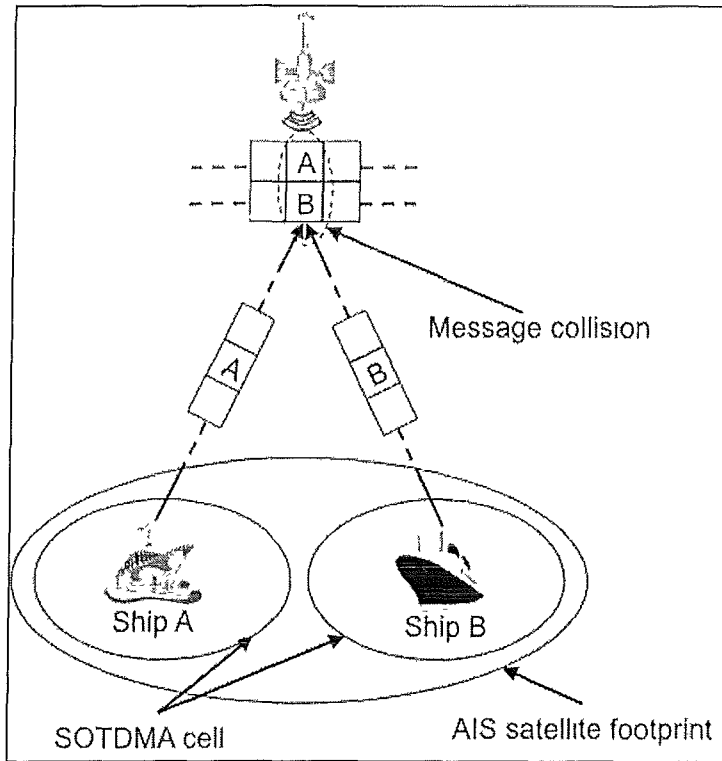 A
B
Message collision
A
B
Ship A
Ship B
SOTDMA cell
AIS satellite footprint